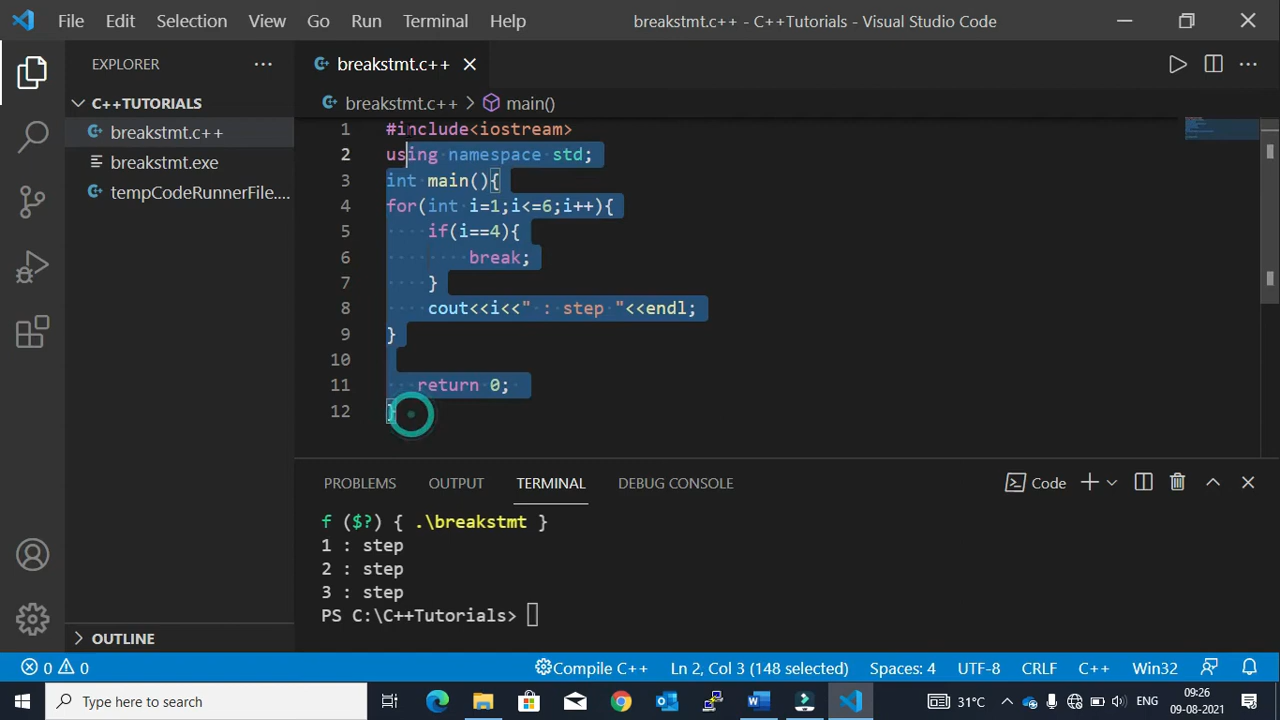 File Edit Selection View Go Run Terminal Help breakstmt.c++ - C++Tutorials - Visual Studio Code
EXPLORER
breakstmt.c++
C++TUTORIALS
breakstmt.c++
breakstmt.exe
tempCodeRunnerFile....
breakstmt.c++ > main()
1 #include<iostream>
2 using namespace std;
3 int main(){
4 for(int i=1;i<=6;i++){
5     if(i==4){
6         break;
7     }
8     cout<<i<<" : step "<<endl;
9 }
10
11    return 0;
12 }
PROBLEMS OUTPUT TERMINAL DEBUG CONSOLE Code
f ($?) { .\breakstmt }
1 : step
2 : step
3 : step
PS C:\C++Tutorials>
OUTLINE
0 0 Compile C++ Ln 2, Col 3 (148 selected) Spaces: 4 UTF-8 CRLF C++ Win32
Type here to search 31°C ENG 09:26
09-08-2021